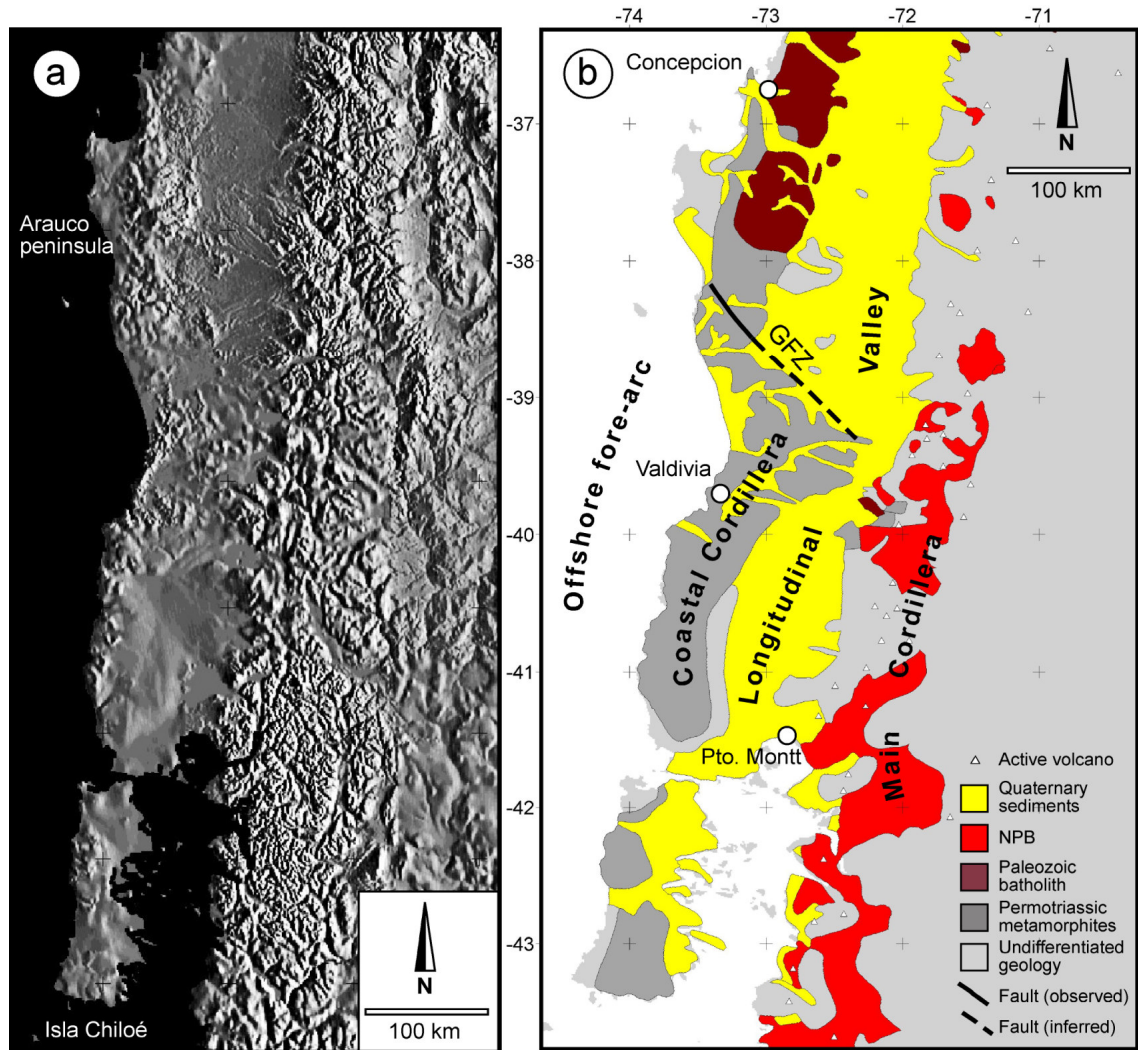 a
Arauco
peninsula
Isla Chiloé
N
100 km
-74
-73
-72
-71
b
Concepcion
N
100 km
-37
-38
-39
-40
-41
-42
-43
GFZ
Valley
Longitudinal
Offshore fore-arc
Valdivia
Coastal Cordillera
Main Cordillera
Pto. Montt
Active volcano
Quaternary
sediments
NPB
Paleozoic
batholith
Permotriassic
metamorphites
Undifferentiated
geology
Fault (observed)
Fault (inferred)